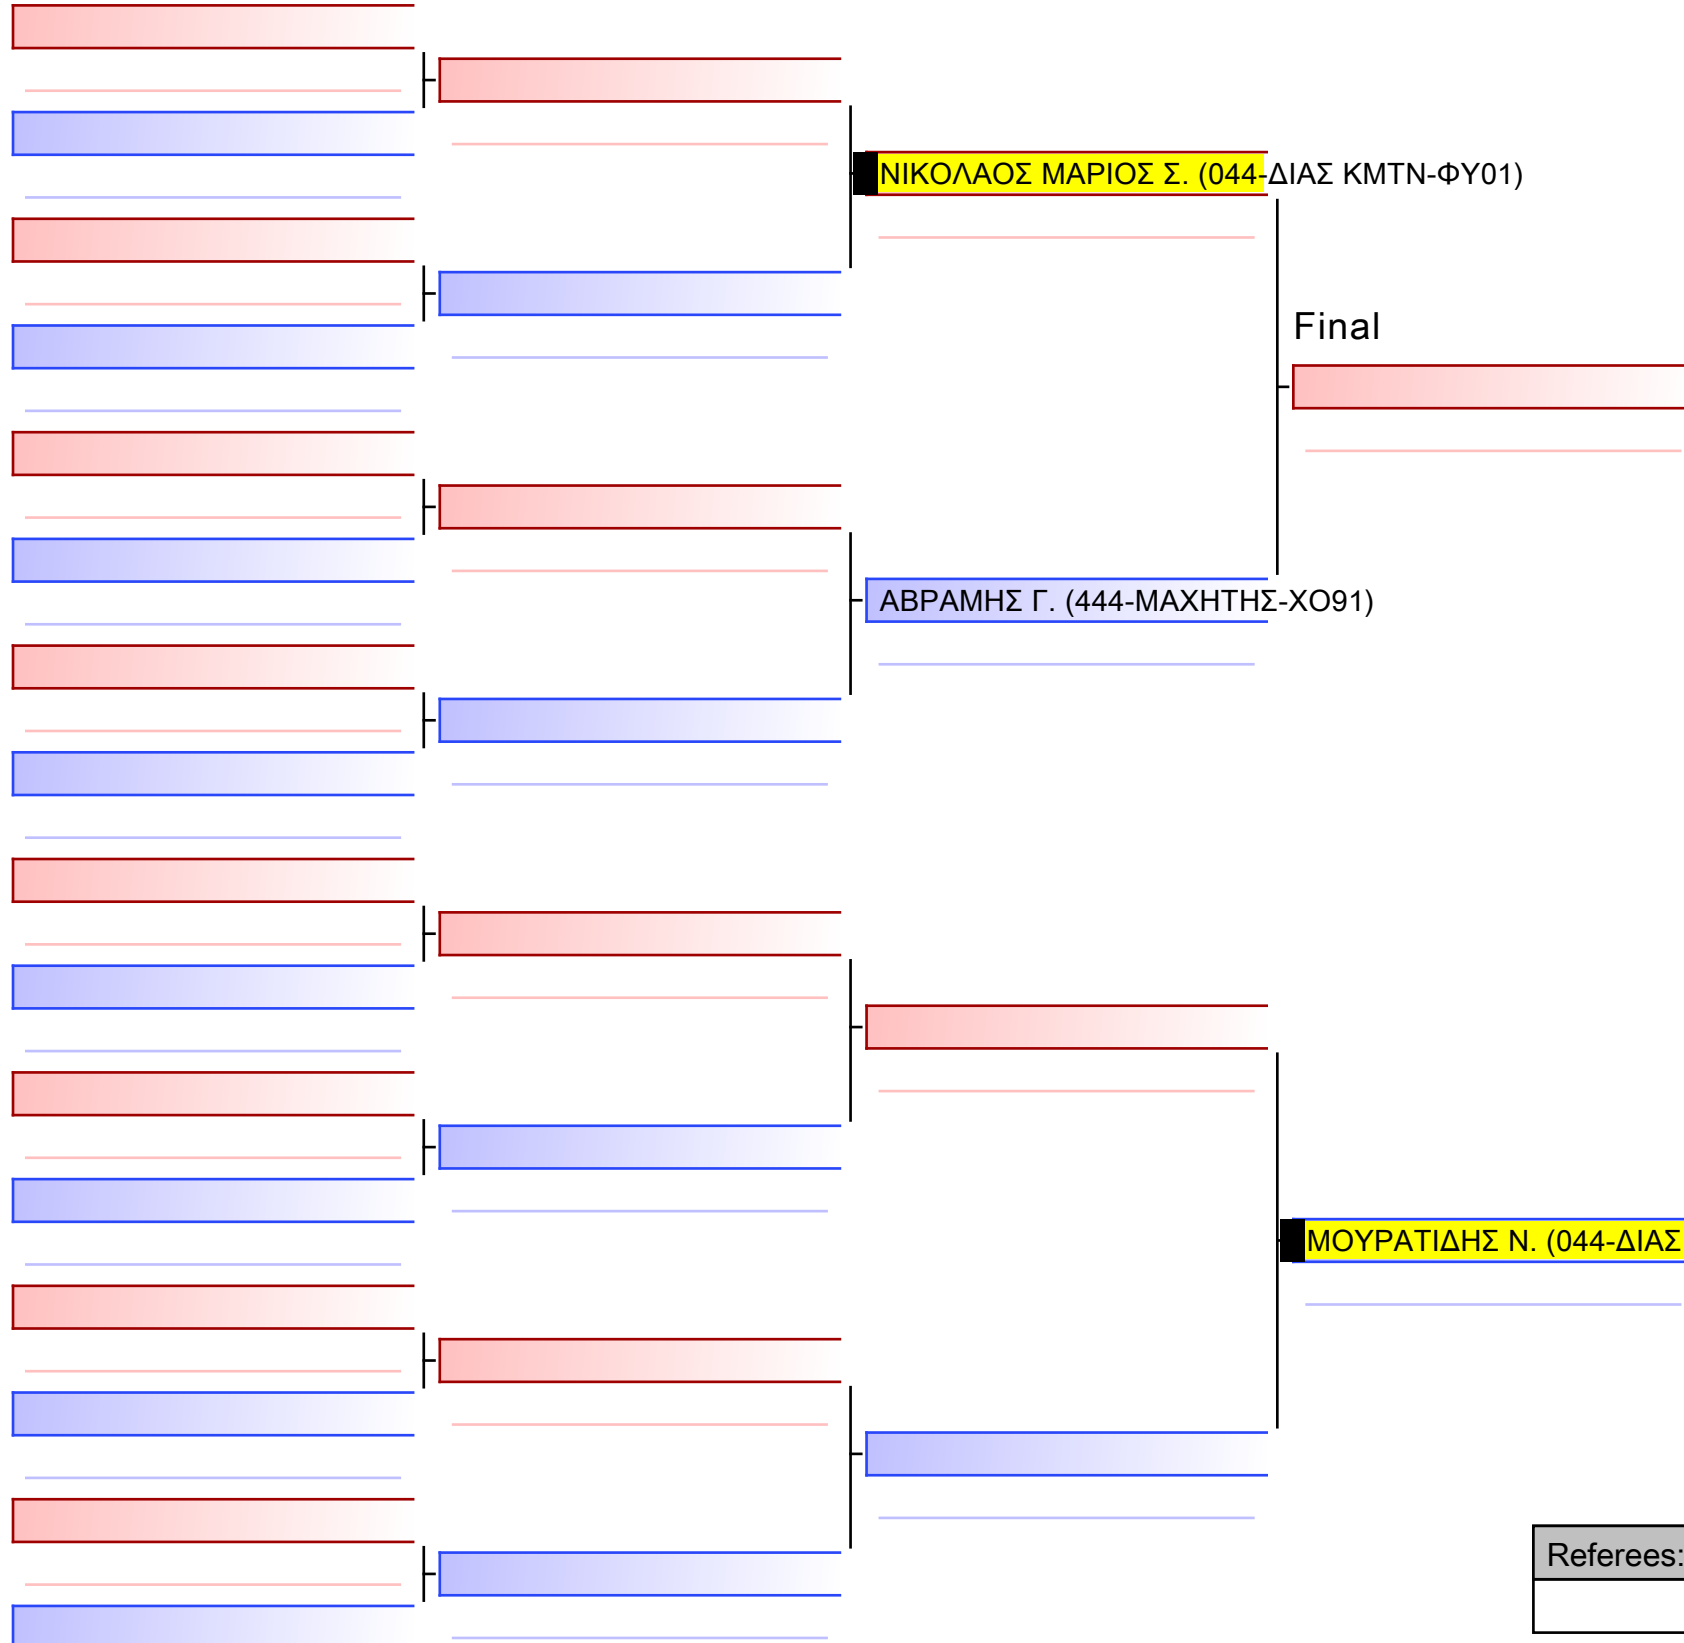 ΝΙΚΟΛΑΟΣ ΜΑΡΙΟΣ Σ. (044-ΔΙΑΣ ΚΜΤΝ-ΦΥ01)
Final
ΑΒΡΑΜΗΣ Γ. (444-ΜΑΧΗΤΗΣ-ΧΟ91)
ΜΟΥΡΑΤΙΔΗΣ Ν. (044-ΔΙΑΣ
Referees: